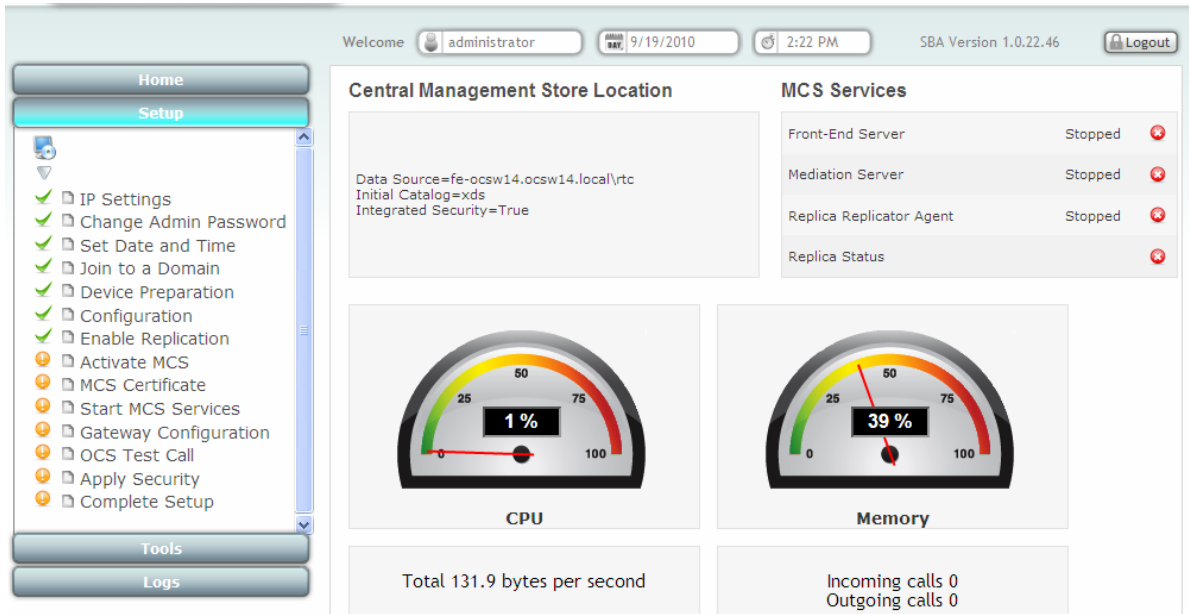 Welcome administrator DAY 9/19/2010 2:22 PM SBA Version 1.0.22.46 Logout
Home
Setup
IP Settings
Change Admin Password
Set Date and Time
Join to a Domain
Device Preparation
Configuration
Enable Replication
Activate MCS
MCS Certificate
Start MCS Services
Gateway Configuration
OCS Test Call
Apply Security
Complete Setup
Tools
Logs
Central Management Store Location
Data Source=fe-ocsw14.ocsw14.local\rtc
Initial Catalog=xds
Integrated Security=True
MCS Services
Front-End Server Stopped
Mediation Server Stopped
Replica Replicator Agent Stopped
Replica Status
0 25 50 75 100
1 %
CPU
0 25 50 75 100
39 %
Memory
Total 131.9 bytes per second
Incoming calls 0
Outgoing calls 0